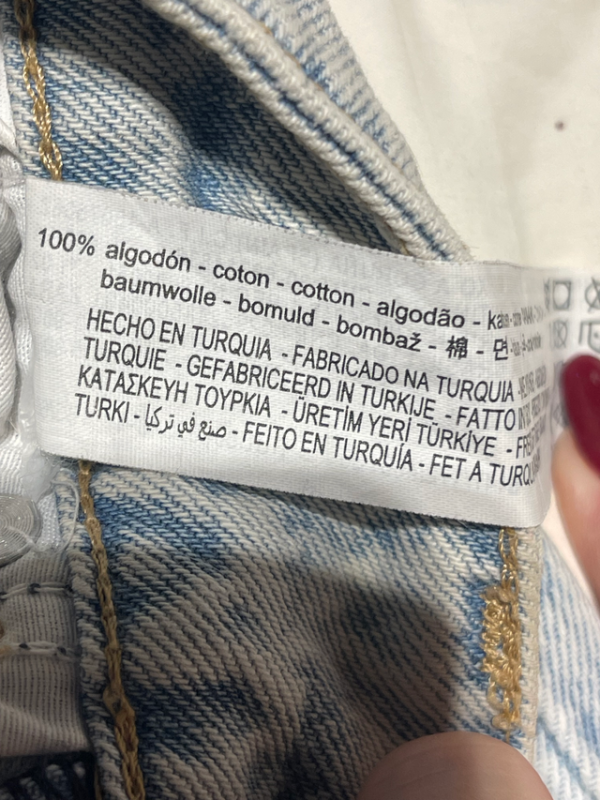 100% algodón - coton - cotton - algodão -
baumwolle - bomuld - bombaž - 棉 - 면
HECHO EN TURQUIA - FABRICADO NA TURQUIA -
TURQUIE - GEFABRICEERD IN TURKIJE - FATTO
ΚΑΤΑΣΚΕΥΗ ΤΟΥΡΚΙΑ - ÜRETİM YERİ TÜRKİYE -
TURKI - صنع في تركيا - FEITO EN TURQUÍA - FET A